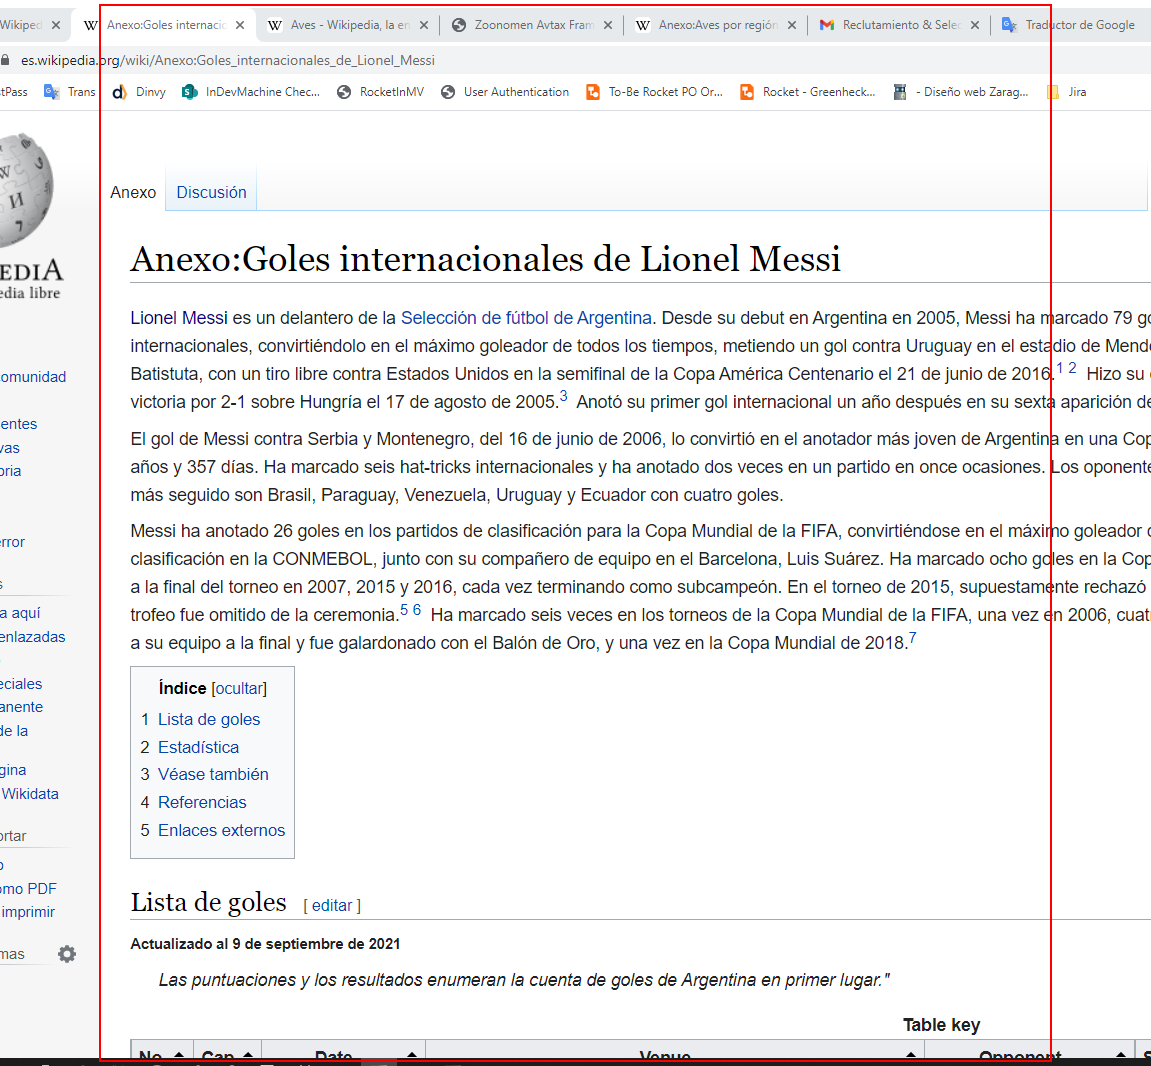 Wikiped
Anexo:Goles internacic
Aves - Wikipedia, la en
Zoonomen Avtax Fram
Anexo:Aves por región
Reclutamiento & Selec
Traductor de Google
es.wikipedia.org/wiki/Anexo:Goles_internacionales_de_Lionel_Messi
tPass Trans Dinvy InDevMachine Chec... RocketInMV User Authentication To-Be Rocket PO Or... Rocket - Greenheck... - Diseño web Zarag... Jira
PEDIA
edia libre
omunidad
entes
vas
oria
error
s
a aquí
enlazadas
eciales
anente
de la
gina
Wikidata
ortar
o
omo PDF
imprimir
mas
Anexo Discusión
Anexo:Goles internacionales de Lionel Messi
Lionel Messi es un delantero de la Selección de fútbol de Argentina. Desde su debut en Argentina en 2005, Messi ha marcado 79 go
internacionales, convirtiéndolo en el máximo goleador de todos los tiempos, metiendo un gol contra Uruguay en el estadio de Mend
Batistuta, con un tiro libre contra Estados Unidos en la semifinal de la Copa América Centenario el 21 de junio de 2016.1 2 Hizo su
victoria por 2-1 sobre Hungría el 17 de agosto de 2005.3 Anotó su primer gol internacional un año después en su sexta aparición de
El gol de Messi contra Serbia y Montenegro, del 16 de junio de 2006, lo convirtió en el anotador más joven de Argentina en una Cop
años y 357 días. Ha marcado seis hat-tricks internacionales y ha anotado dos veces en un partido en once ocasiones. Los oponente
más seguido son Brasil, Paraguay, Venezuela, Uruguay y Ecuador con cuatro goles.
Messi ha anotado 26 goles en los partidos de clasificación para la Copa Mundial de la FIFA, convirtiéndose en el máximo goleador
clasificación en la CONMEBOL, junto con su compañero de equipo en el Barcelona, Luis Suárez. Ha marcado ocho goles en la Cop
a la final del torneo en 2007, 2015 y 2016, cada vez terminando como subcampeón. En el torneo de 2015, supuestamente rechazó
trofeo fue omitido de la ceremonia.5 6 Ha marcado seis veces en los torneos de la Copa Mundial de la FIFA, una vez en 2006, cuat
a su equipo a la final y fue galardonado con el Balón de Oro, y una vez en la Copa Mundial de 2018.7
Índice [ocultar]
1 Lista de goles
2 Estadística
3 Véase también
4 Referencias
5 Enlaces externos
Lista de goles [ editar ]
Actualizado al 9 de septiembre de 2021
Las puntuaciones y los resultados enumeran la cuenta de goles de Argentina en primer lugar."
Table key
No. Cap Date Venue Opponent S